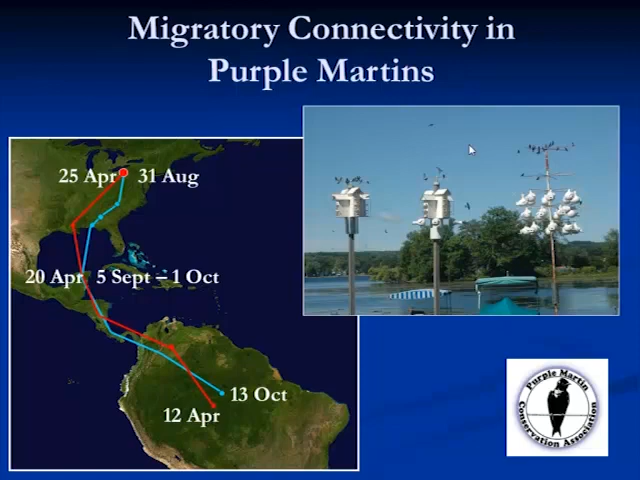 Migratory Connectivity in
Purple Martins
25 Apr 31 Aug
20 Apr 5 Sept – 1 Oct
13 Oct
12 Apr
Purple Martin
Conservation Association